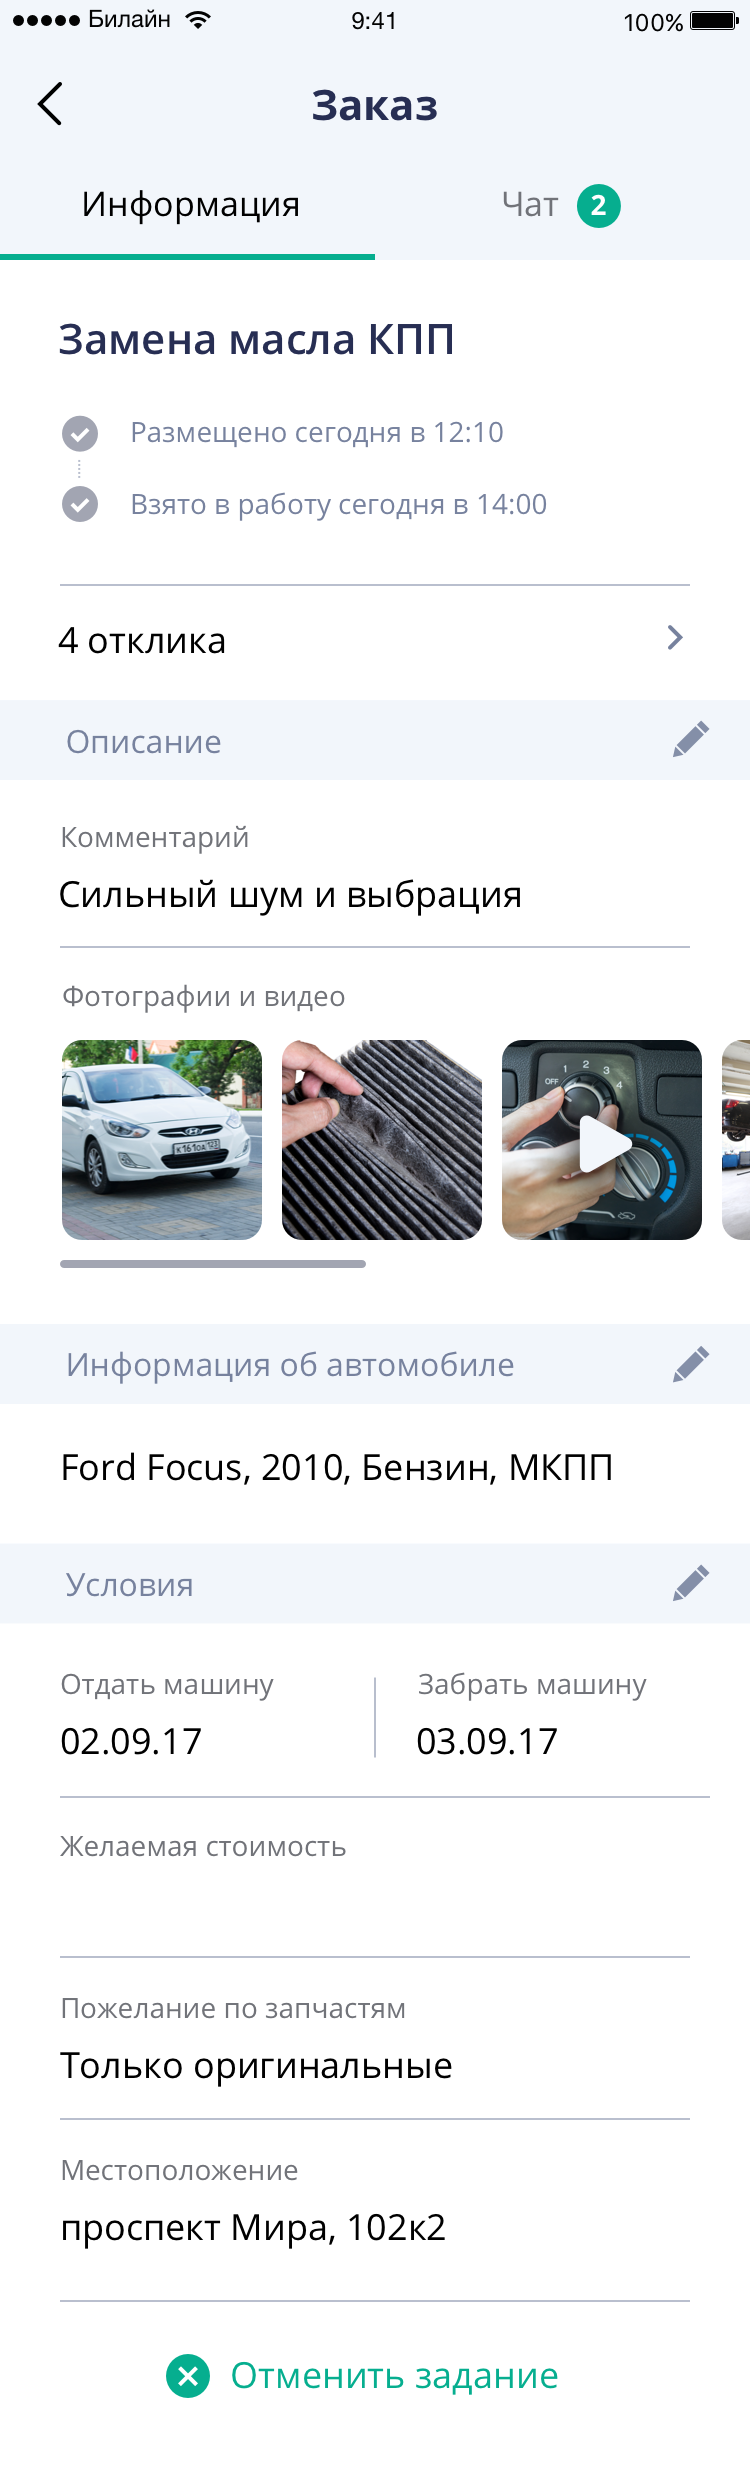 Билайн 9:41 100%
Заказ
Информация Чат 2
Замена масла КПП
Размещено сегодня в 12:10
Взято в работу сегодня в 14:00
4 отклика
Описание
Комментарий
Сильный шум и выбрация
Фотографии и видео
К161ОА 123
OFF 1 2 3 4
Информация об автомобиле
Ford Focus, 2010, Бензин, МКПП
Условия
Отдать машину Забрать машину
02.09.17 03.09.17
Желаемая стоимость
Пожелание по запчастям
Только оригинальные
Местоположение
проспект Мира, 102к2
Отменить задание